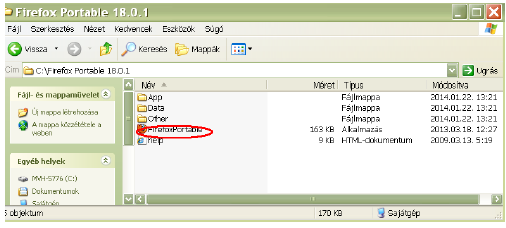 Firefox Portable 18.0.1
Fájl Szerkesztés Nézet Kedvencek Eszközök Súgó
Vissza Keresés Mappák
Cím C:\Firefox Portable 18.0.1 Ugrás
Fájl- és mappaművelet
Új mappa létrehozása
A mappa közzététele a weben
Egyéb helyek
MVH-5776 (C:)
Dokumentumok
Sajátgép
Név Méret Típus Módosítva
App Fájlmappa 2014.01.22. 13:21
Data Fájlmappa 2014.01.22. 13:21
Other Fájlmappa 2014.01.22. 13:21
FirefoxPortable 163 KB Alkalmazás 2013.03.18. 12:27
help 9 KB HTML-dokumentum 2009.03.13. 5:19
objektum 170 KB Sajátgép